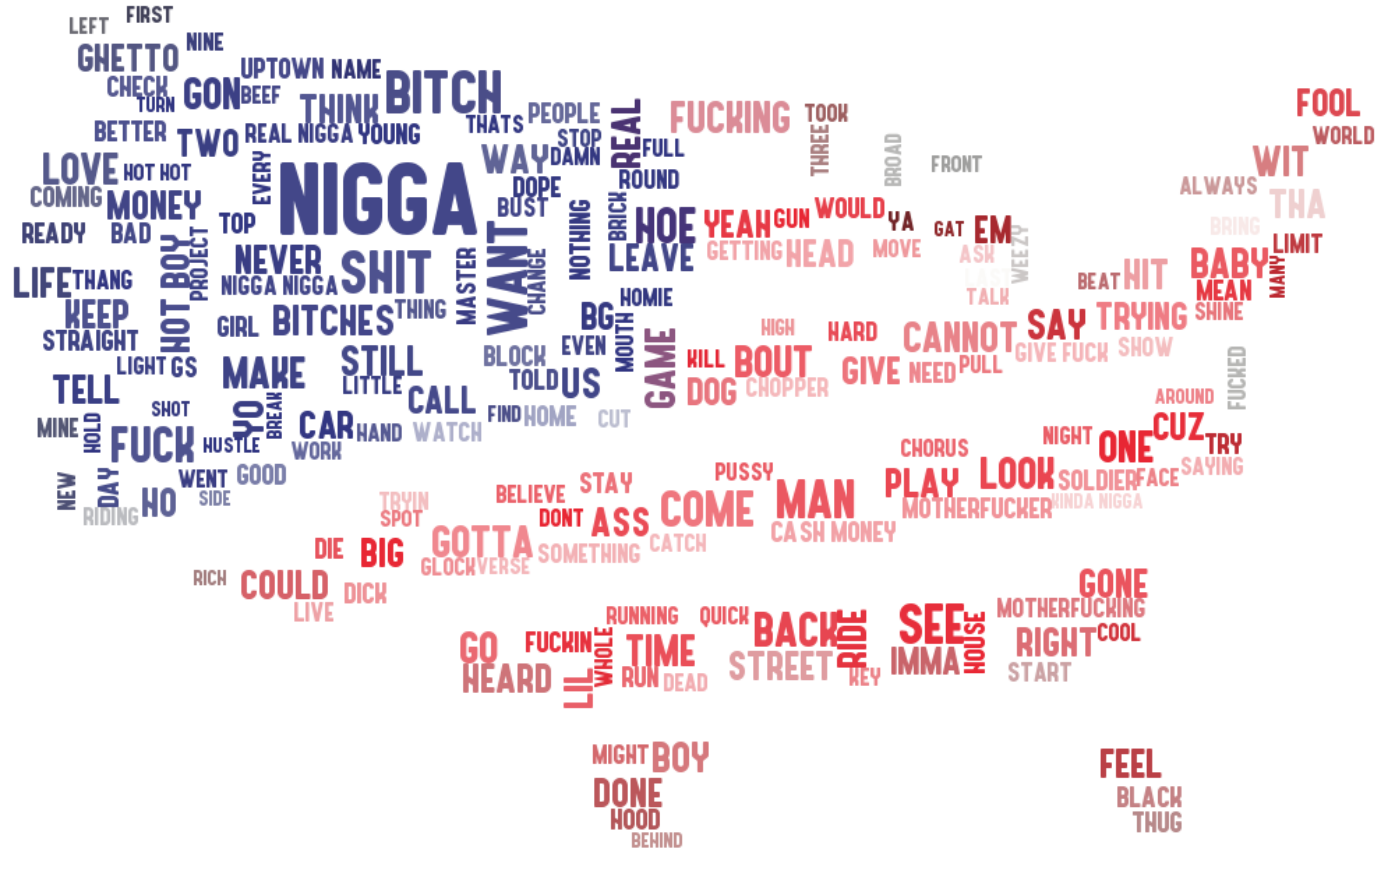 FIRST
LEFT
NINE
GHETTO
UPTOWN NAME
CHECK
TURN
GON
BEEF
THINK
BITCH
PEOPLE
REAL
FUCKING
TOOK
FOOL
BETTER
TWO
REAL NIGGA
YOUNG
THATS
STOP
DAMN
FULL
THREE
BROAD
FRONT
WORLD
LOVE
HOT HOT
EVERY
NIGGA
WAY
DOPE
ROUND
WIT
COMING
MONEY
TOP
BUST
NOTHING
BRICK
HOE
YEAH
GUN
WOULD
YA
GAT
EM
ALWAYS
THA
BRING
READY
BAD
HOT BOY
PROJECT
NEVER
SHIT
MASTER
WANT
CHANGE
LEAVE
GETTING
HEAD
MOVE
ASK
WEEZY
LAST
TALK
BEAT
HIT
BABY
MANY
LIMIT
LIFE
THANG
NIGGA NIGGA
HOMIE
MEAN
KEEP
GIRL
BITCHES
THING
BG
MOUTH
HIGH
HARD
CANNOT
SAY
TRYING
SHINE
STRAIGHT
EVEN
GAME
KILL
BOUT
GIVE FUCK
SHOW
LIGHT
GS
MAKE
STILL
BLOCK
TOLD
US
DOG
CHOPPER
GIVE
NEED
PULL
FUCKED
TELL
LITTLE
CALL
AROUND
SHOT
YO
BREAK
CAR
HAND
WATCH
FIND
HOME
CUT
MINE
HOLD
FUCK
HUSTLE
WORK
CHORUS
NIGHT
ONE
CUZ
TRY
NEW
DAY
WENT
GOOD
HO
SIDE
RIDING
TRYIN
SPOT
BELIEVE
STAY
PUSSY
PLAY
LOOK
SOLDIER
FACE
SAYING
DONT
ASS
COME
MAN
MOTHERFUCKER
KINDA NIGGA
DIE
BIG
GOTTA
GLOCK
VERSE
SOMETHING
CATCH
CASH MONEY
RICH
COULD
DICK
LIVE
GONE
RUNNING
QUICK
BACK
RIDE
SEE
HOUSE
MOTHERFUCKING
GO
FUCKIN
WHOLE
TIME
STREET
IMMA
RIGHT
COOL
HEARD
LIL
RUN
DEAD
KEY
START
MIGHT
BOY
FEEL
DONE
BLACK
HOOD
THUG
BEHIND